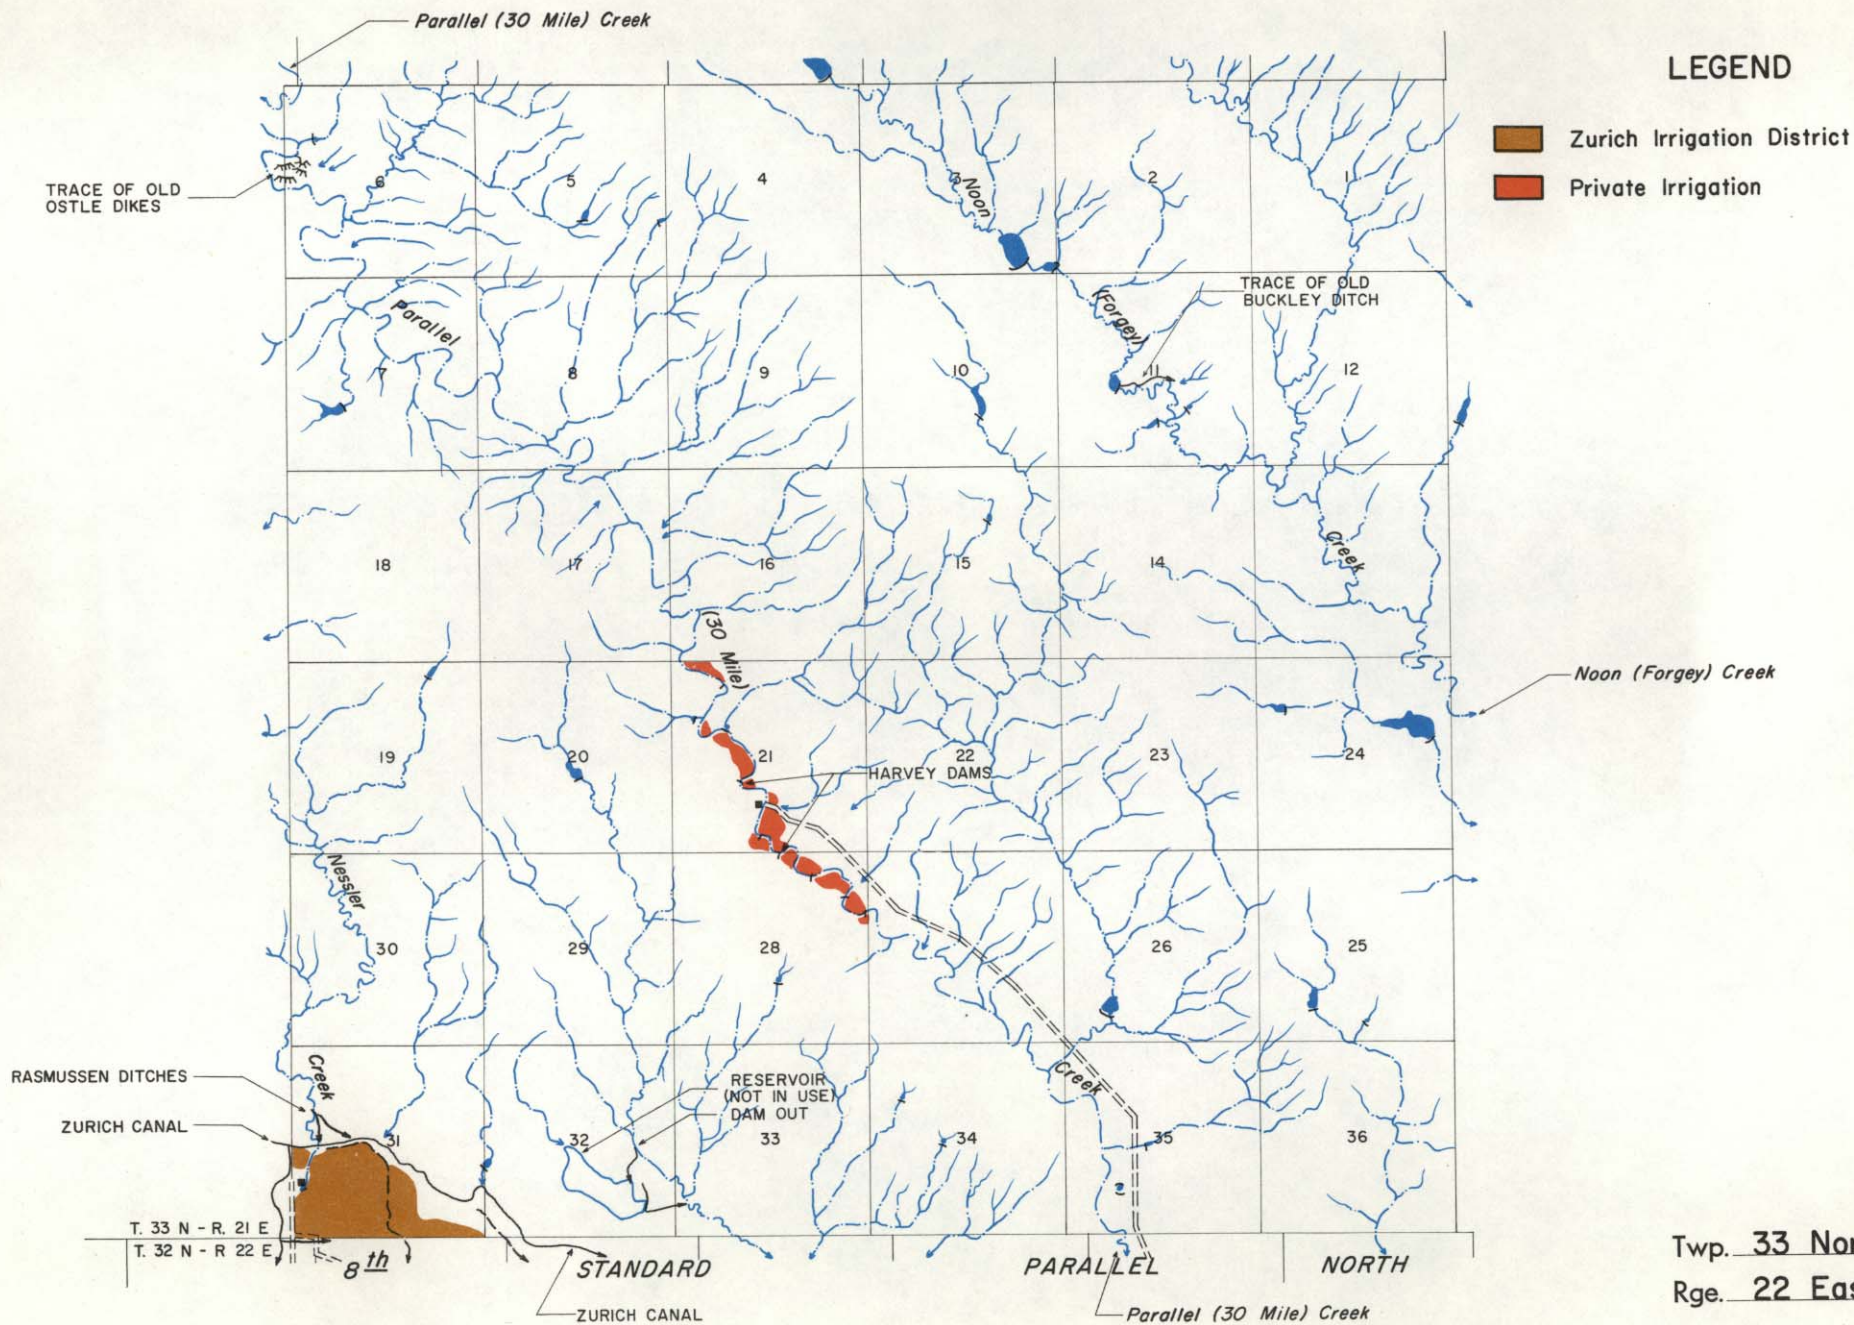 Parallel (30 Mile) Creek
LEGEND
Zurich Irrigation District
Private Irrigation
TRACE OF OLD
OSTLE DIKES
6
5
4
3
2
1
Noon
Parallel
(Forgey)
TRACE OF OLD
BUCKLEY DITCH
7
8
9
10
11
12
18
17
16
15
14
Creek
(30 Mile)
Noon (Forgey) Creek
19
20
21
22
23
24
HARVEY DAMS
Nessler
30
29
28
26
25
Creek
Creek
RASMUSSEN DITCHES
ZURICH CANAL
RESERVOIR
(NOT IN USE)
DAM OUT
31
32
33
34
35
36
T. 33 N - R. 21 E
T. 32 N - R 22 E
8th STANDARD PARALLEL NORTH
ZURICH CANAL
Parallel (30 Mile) Creek
Twp. 33 Nor
Rge. 22 Eas